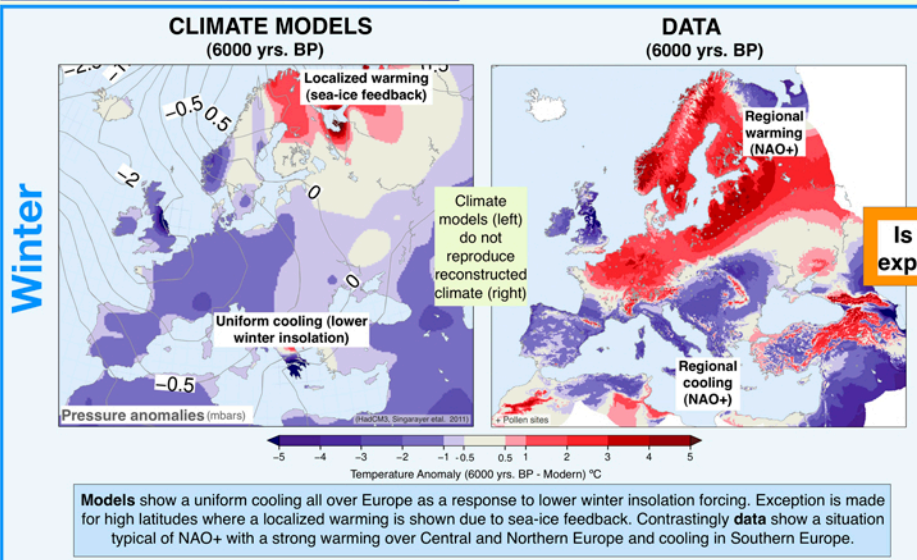 CLIMATE MODELS
(6000 yrs. BP)
DATA
(6000 yrs. BP)
Winter
−0.5
0.5
−2
0
0
−0.5
Localized warming
(sea-ice feedback)
Uniform cooling (lower
winter insolation)
Pressure anomalies (mbars)
(HadCM3, Singarayer etal. 2011)
Climate
models (left)
do not
reproduce
reconstructed
climate (right)
Regional
warming
(NAO+)
Regional
cooling
(NAO+)
+ Pollen sites
Is
exp
−5 −4 −3 −2 −1 -0.5 0.5 1 2 3 4 5
Temperature Anomaly (6000 yrs. BP - Modern) ºC
Models show a uniform cooling all over Europe as a response to lower winter insolation forcing. Exception is made
for high latitudes where a localized warming is shown due to sea-ice feedback. Contrastingly data show a situation
typical of NAO+ with a strong warming over Central and Northern Europe and cooling in Southern Europe.